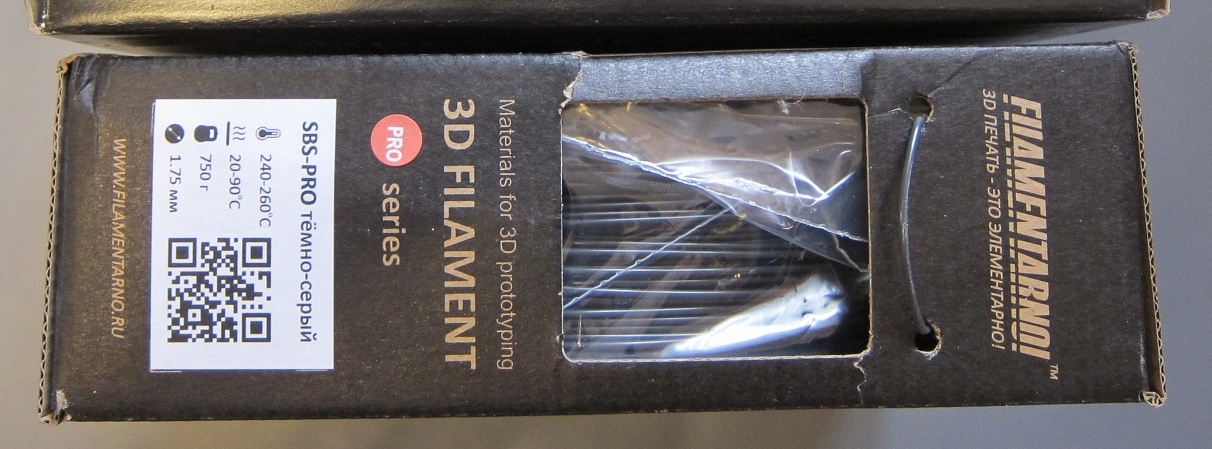 FILAMENTARNO!™
3D ПЕЧАТЬ - ЭТО ЭЛЕМЕНТАРНО!
Materials for 3D prototyping
3D FILAMENT
PRO series
SBS-PRO тёмно-серый
240-260°C
20-90°C
750 г
1.75 мм
WWW.FILAMENTARNO.RU